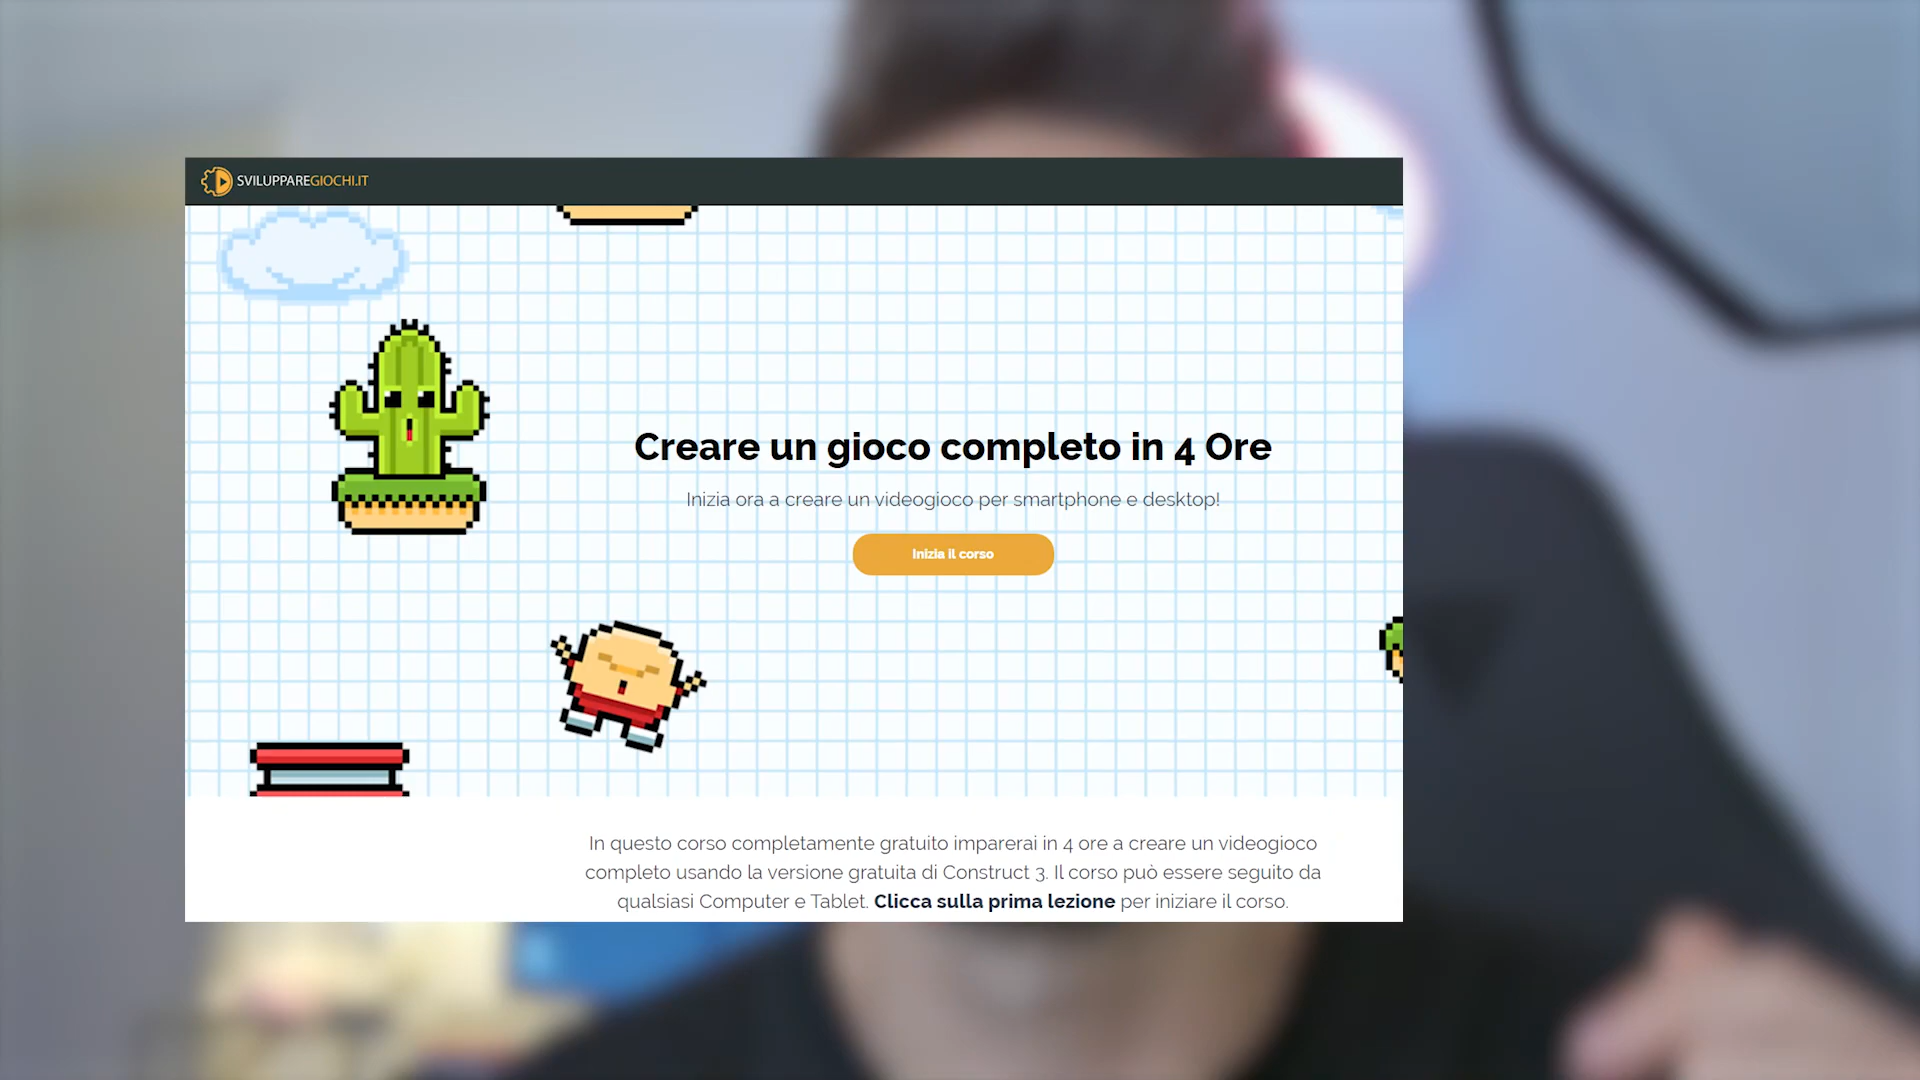 SVILUPPAREGIOCHI.IT
Creare un gioco completo in 4 Ore
Inizia ora a creare un videogioco per smartphone e desktop!
Inizia il corso
In questo corso completamente gratuito imparerai in 4 ore a creare un videogioco
completo usando la versione gratuita di Construct 3. Il corso può essere seguito da
qualsiasi Computer e Tablet. Clicca sulla prima lezione per iniziare il corso.